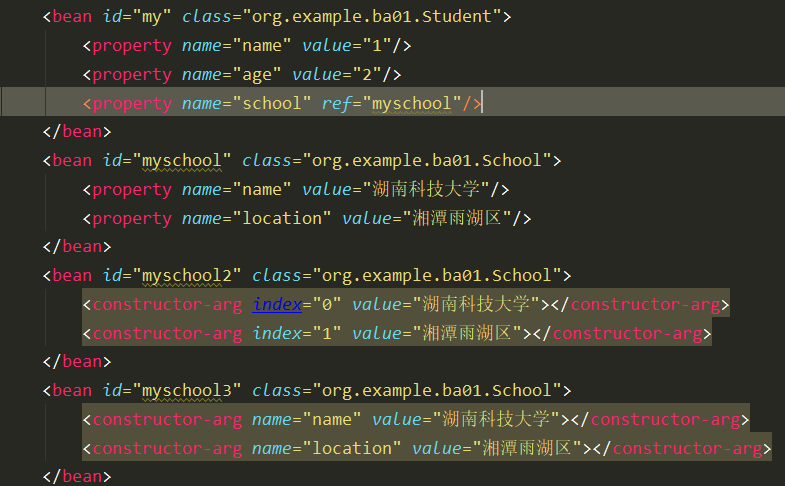 <bean id="my" class="org.example.ba01.Student">
<property name="name" value="1"/>
<property name="age" value="2"/>
<property name="school" ref="myschool"/>
</bean>
<bean id="myschool" class="org.example.ba01.School">
<property name="name" value="湖南科技大学"/>
<property name="location" value="湘潭雨湖区"/>
</bean>
<bean id="myschool2" class="org.example.ba01.School">
<constructor-arg index="0" value="湖南科技大学"></constructor-arg>
<constructor-arg index="1" value="湘潭雨湖区"></constructor-arg>
</bean>
<bean id="myschool3" class="org.example.ba01.School">
<constructor-arg name="name" value="湖南科技大学"></constructor-arg>
<constructor-arg name="location" value="湘潭雨湖区"></constructor-arg>
</bean>